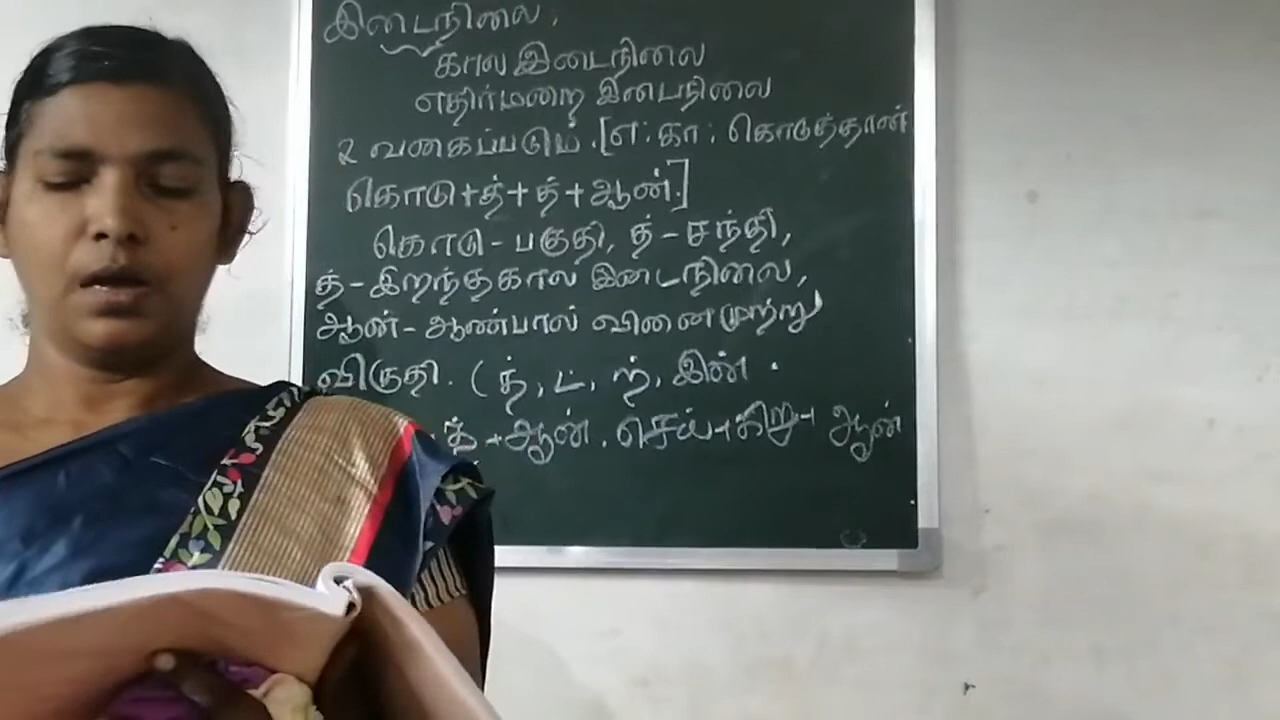 இடைநிலை,
கால இடைநிலை
எதிர்மறை இடைநிலை
2 வகைப்படும்.[எ:கா: கொடுத்தான்
கொடு+த்+த்+ஆன்.]
கொடு - பகுதி, த் - சந்தி,
த் - இறந்தகால இடைநிலை,
ஆன் - ஆண்பால் வினைமுற்று
விகுதி. ( த், ட், ற், இன் .
த்+ஆன். செய்+கிறு+ ஆன்